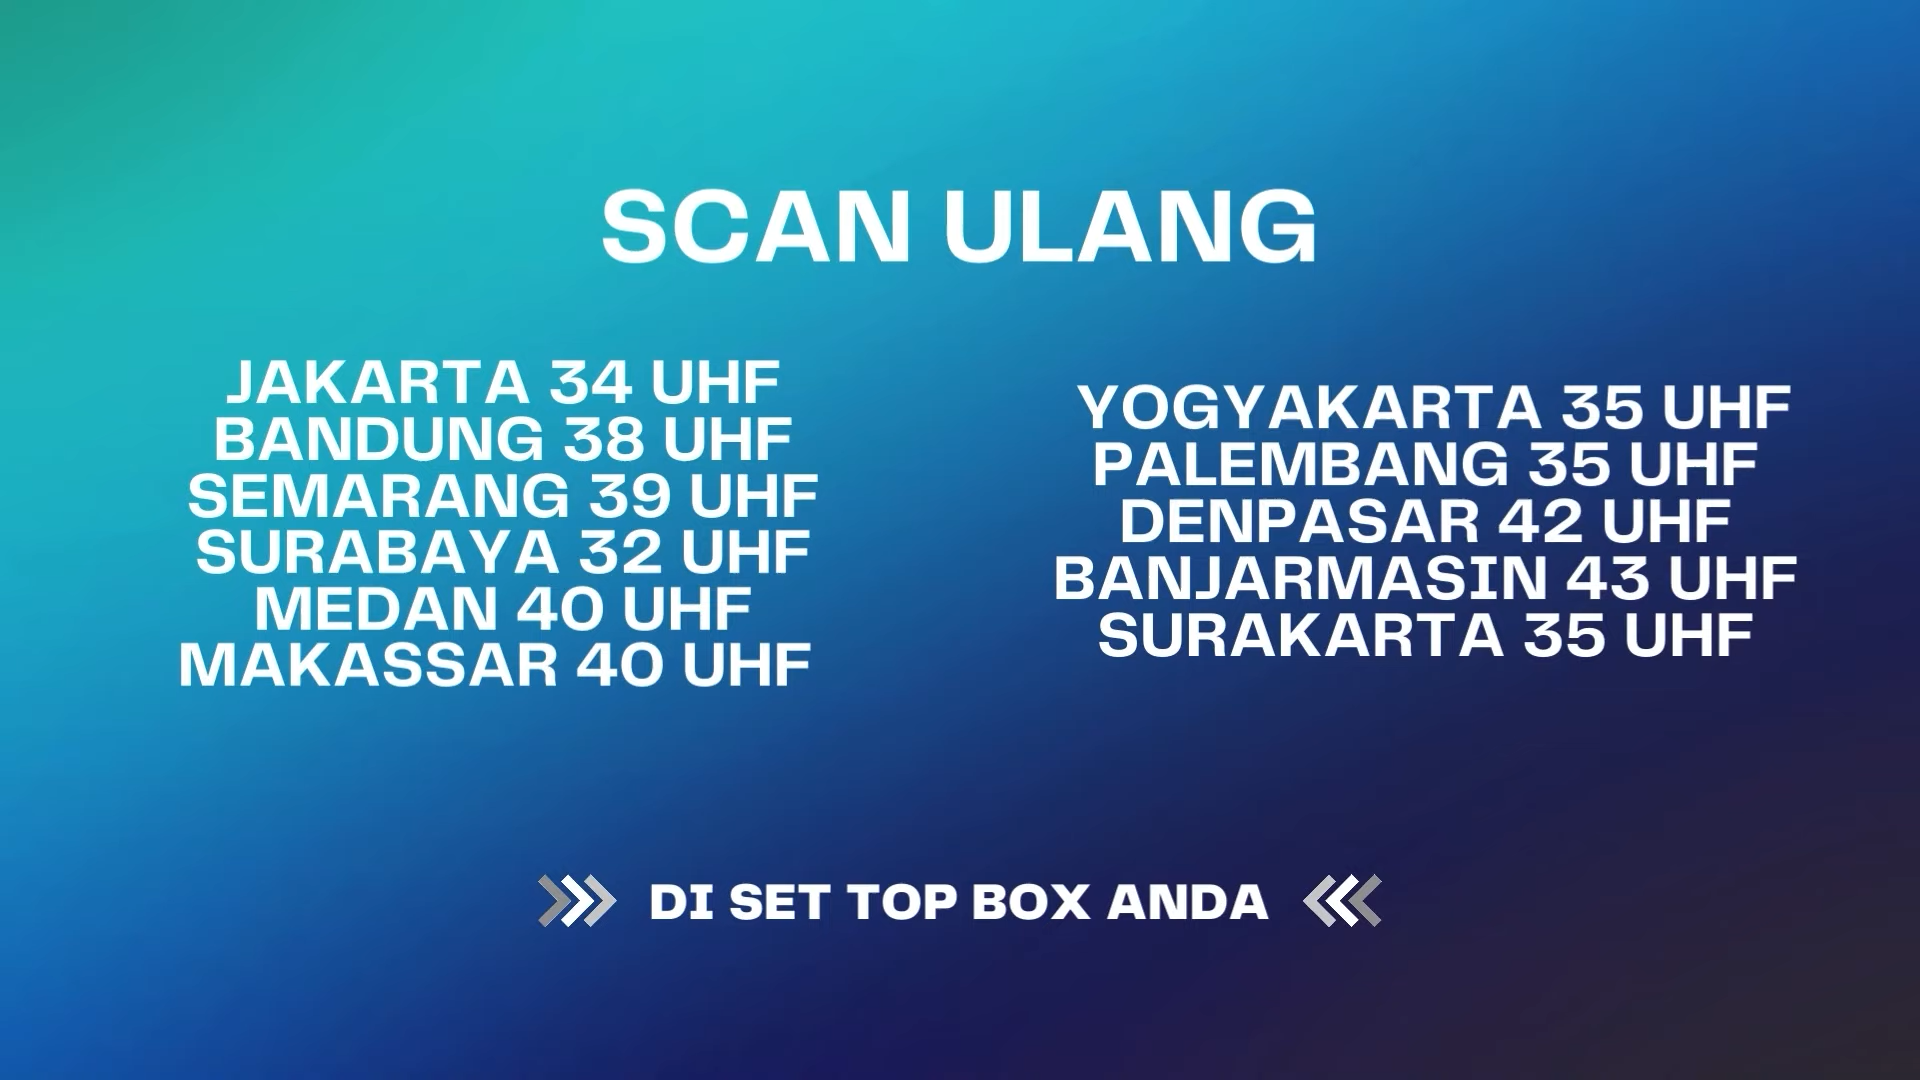 SCAN ULANG
JAKARTA 34 UHF
BANDUNG 38 UHF
SEMARANG 39 UHF
SURABAYA 32 UHF
MEDAN 40 UHF
MAKASSAR 40 UHF
YOGYAKARTA 35 UHF
PALEMBANG 35 UHF
DENPASAR 42 UHF
BANJARMASIN 43 UHF
SURAKARTA 35 UHF
DI SET TOP BOX ANDA